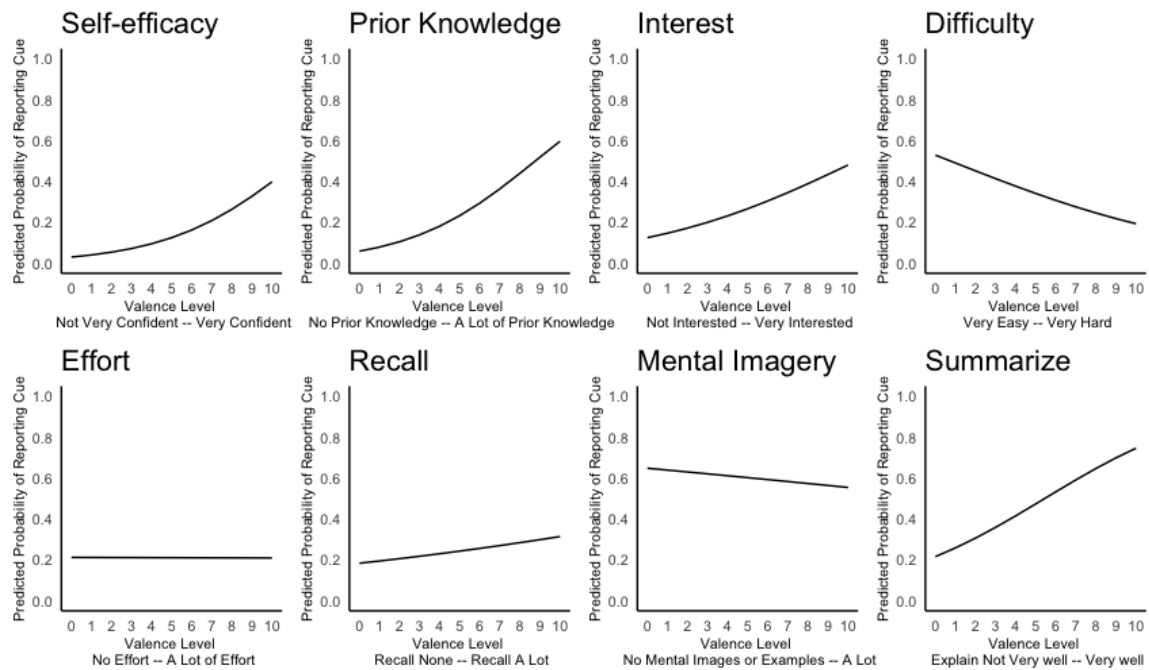 Self-efficacy
Predicted Probability of Reporting Cue
1.0
0.8
0.6
0.4
0.2
0.0
0 1 2 3 4 5 6 7 8 9 10
Valence Level
Not Very Confident -- Very Confident
Prior Knowledge
Predicted Probability of Reporting Cue
1.0
0.8
0.6
0.4
0.2
0.0
0 1 2 3 4 5 6 7 8 9 10
Valence Level
No Prior Knowledge -- A Lot of Prior Knowledge
Interest
Predicted Probability of Reporting Cue
1.0
0.8
0.6
0.4
0.2
0.0
0 1 2 3 4 5 6 7 8 9 10
Valence Level
Not Interested -- Very Interested
Difficulty
Predicted Probability of Reporting Cue
1.0
0.8
0.6
0.4
0.2
0.0
0 1 2 3 4 5 6 7 8 9 10
Valence Level
Very Easy -- Very Hard
Effort
Predicted Probability of Reporting Cue
1.0
0.8
0.6
0.4
0.2
0.0
0 1 2 3 4 5 6 7 8 9 10
Valence Level
No Effort -- A Lot of Effort
Recall
Predicted Probability of Reporting Cue
1.0
0.8
0.6
0.4
0.2
0.0
0 1 2 3 4 5 6 7 8 9 10
Valence Level
Recall None -- Recall A Lot
Mental Imagery
Predicted Probability of Reporting Cue
1.0
0.8
0.6
0.4
0.2
0.0
0 1 2 3 4 5 6 7 8 9 10
Valence Level
No Mental Images or Examples -- A Lot
Summarize
Predicted Probability of Reporting Cue
1.0
0.8
0.6
0.4
0.2
0.0
0 1 2 3 4 5 6 7 8 9 10
Valence Level
Explain Not Very well -- Very well